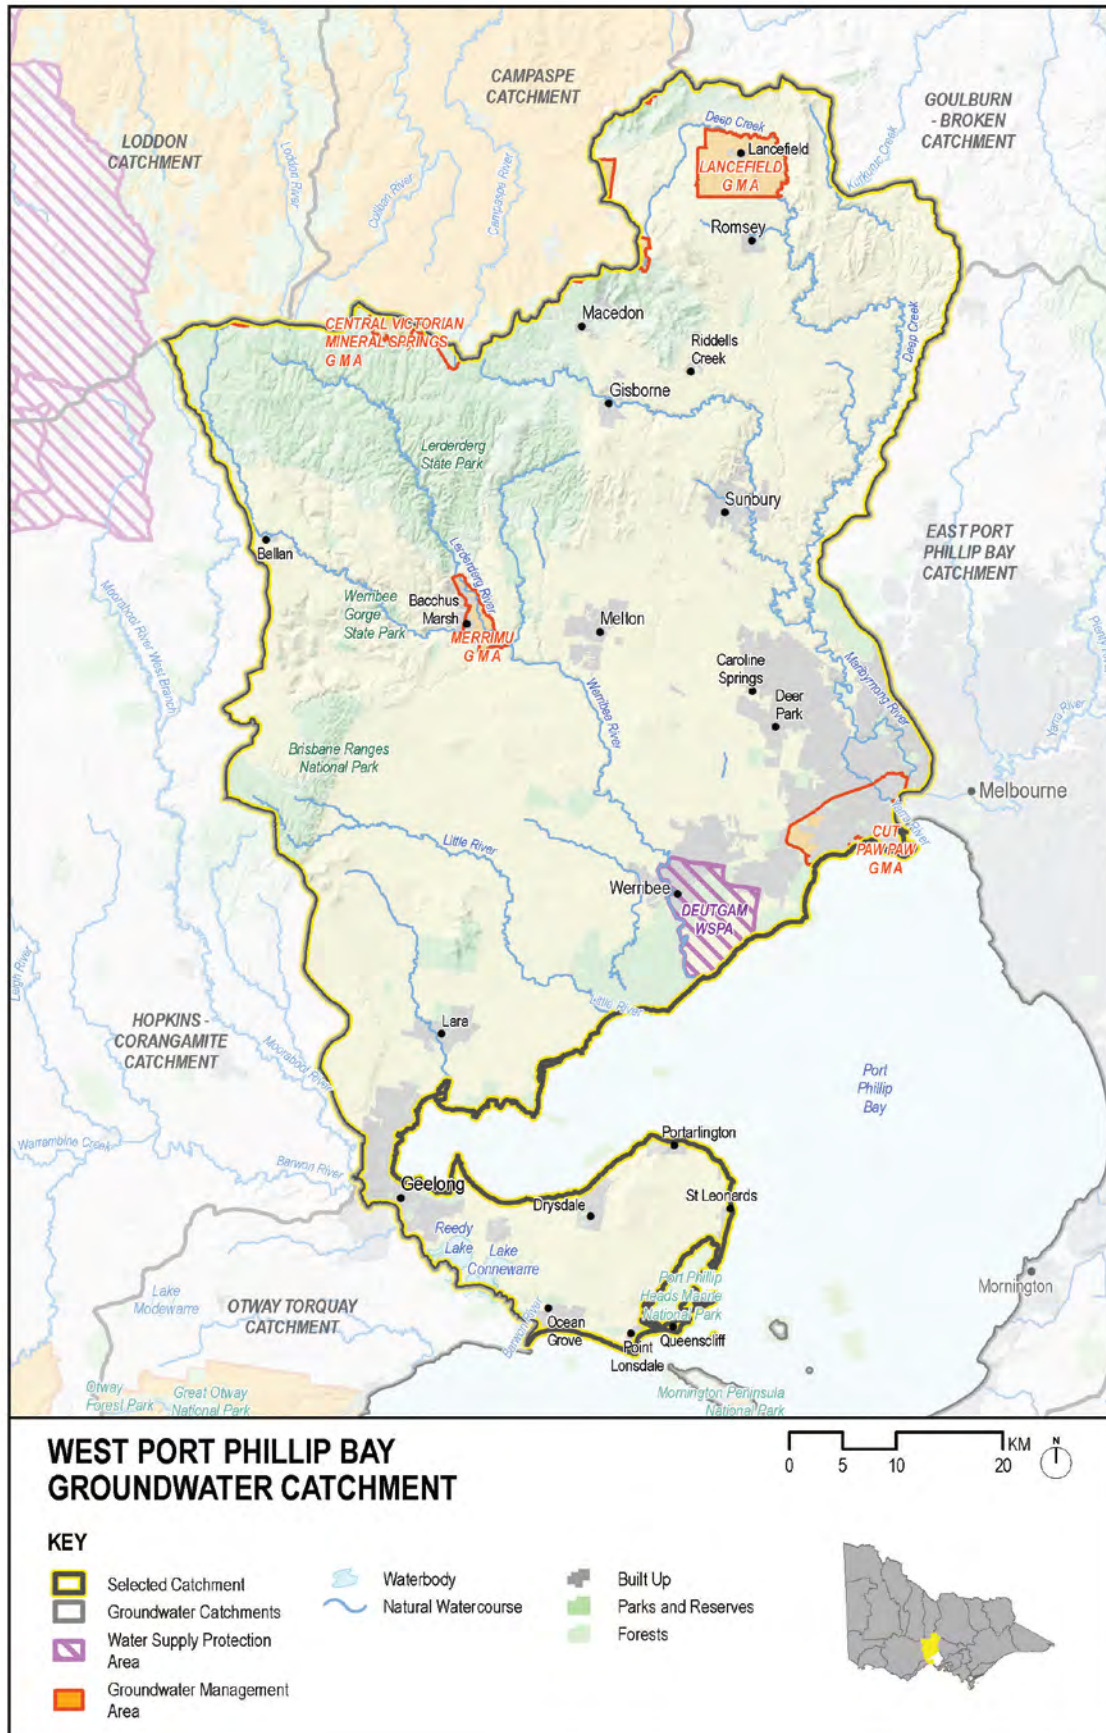 CAMPASPE
CATCHMENT
GOULBURN
- BROKEN
CATCHMENT
LODDON
CATCHMENT
Deep Creek
Lancefield
LANCEFIELD
G M A
Kurkuruc Creek
Loddon River
Coliban River
Campaspe River
Romsey
Macedon
CENTRAL VICTORIAN
MINERAL SPRINGS
G M A
Riddells
Creek
Deep Creek
Gisborne
Lerderderg
State Park
Sunbury
EAST PORT
PHILLIP BAY
CATCHMENT
Ballan
Lerderderg River
Moorabool River West Branch
Werribee
Gorge
State Park
Bacchus
Marsh
MERRIMU
G M A
Melton
Caroline
Springs
Deer
Park
Maribyrnong River
Plenty River
Yarra River
Werribee River
Brisbane Ranges
National Park
Melbourne
Yarra River
CUT
PAW PAW
G M A
Little River
Werribee
DEUTGAM
WSPA
Leigh River
Little River
Lara
HOPKINS -
CORANGAMITE
CATCHMENT
Moorabool River
Port
Phillip
Bay
Warrambine Creek
Barwon River
Portarlington
Geelong
St Leonards
Drysdale
Reedy
Lake
Lake
Connewarre
Port Phillip
Heads Marine
National Park
Mornington
Lake
Modewarre
OTWAY TORQUAY
CATCHMENT
Barwon River
Ocean
Grove
Queenscliff
Point
Lonsdale
Otway
Forest Park
Great Otway
National Park
Mornington Peninsula
National Park
WEST PORT PHILLIP BAY
GROUNDWATER CATCHMENT
0 5 10 20
KM
N
KEY
Selected Catchment
Groundwater Catchments
Water Supply Protection
Area
Groundwater Management
Area
Waterbody
Natural Watercourse
Built Up
Parks and Reserves
Forests